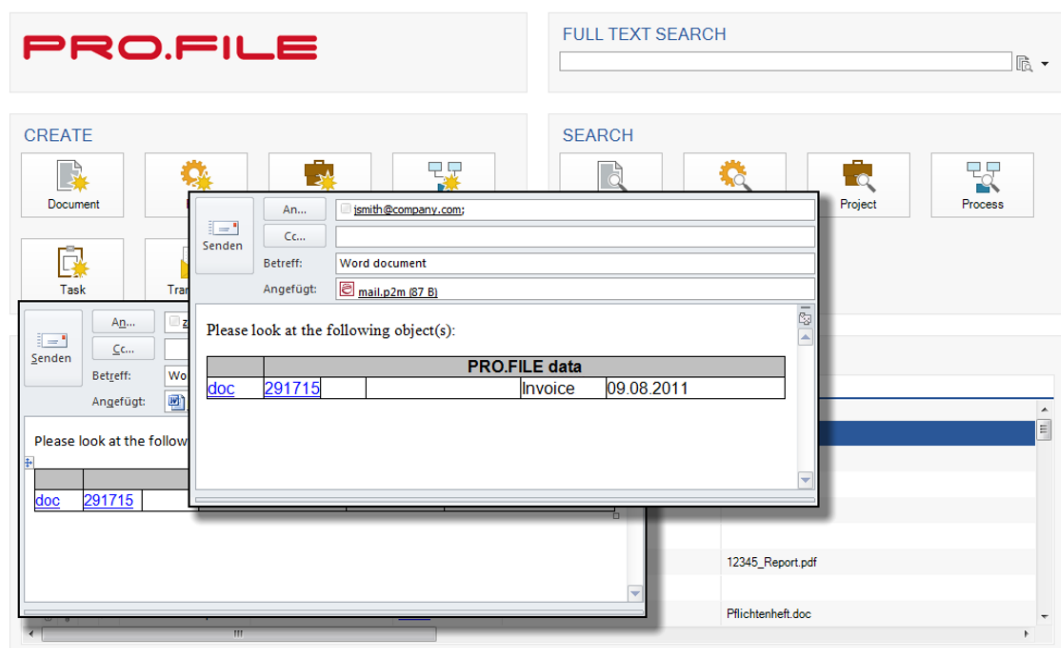 PRO.FILE
FULL TEXT SEARCH
CREATE
SEARCH
Document
Project
Process
Task
An...
jsmith@company.com;
Senden
Cc...
Betreff:
Word document
Angefügt:
mail.p2m (87 B)
Please look at the following object(s):
PRO.FILE data
doc 291715 Invoice 09.08.2011
An...
Senden
Cc...
Betreff:
Angefügt:
Please look at the
doc 291715
12345_Report.pdf
Pflichtenheft.doc